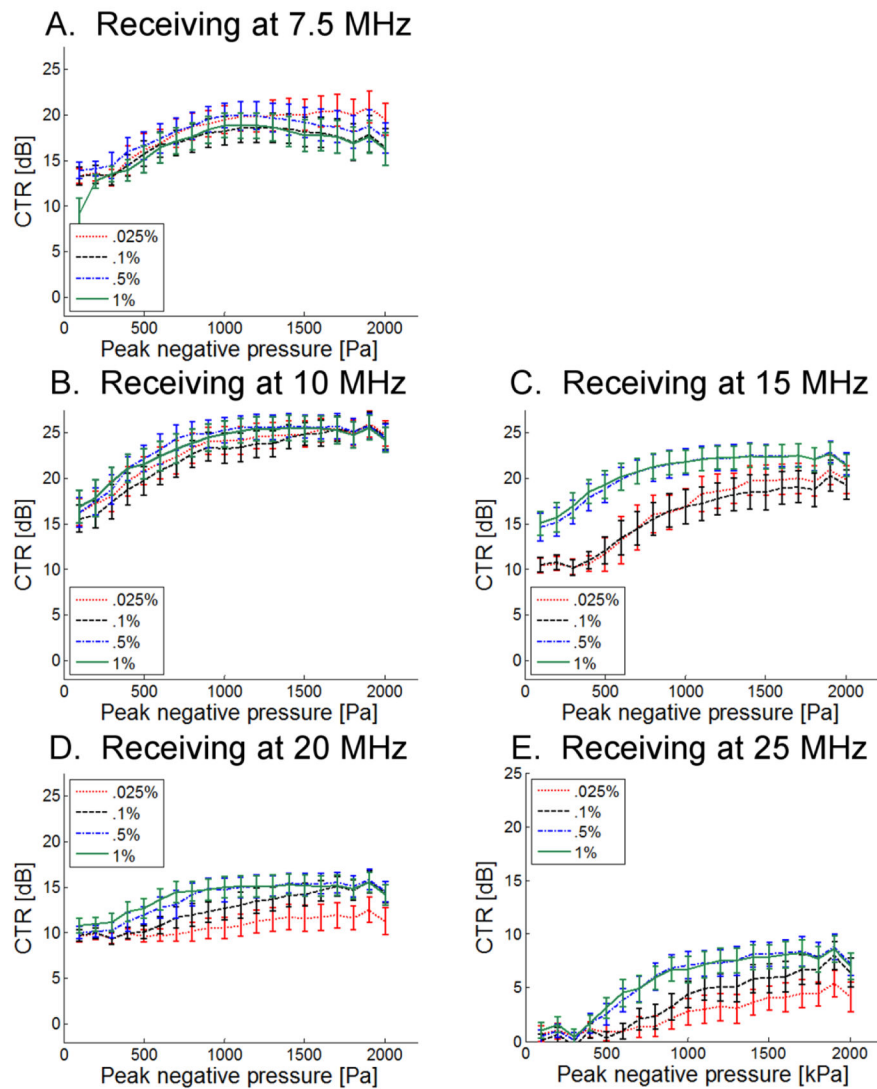 A. Receiving at 7.5 MHz
25
20
15
10
5
0
CTR [dB]
.025%
.1%
.5%
1%
0 500 1000 1500 2000
Peak negative pressure [Pa]
B. Receiving at 10 MHz
25
20
15
10
5
0
CTR [dB]
.025%
.1%
.5%
1%
0 500 1000 1500 2000
Peak negative pressure [Pa]
C. Receiving at 15 MHz
25
20
15
10
5
0
CTR [dB]
.025%
.1%
.5%
1%
0 500 1000 1500 2000
Peak negative pressure [Pa]
D. Receiving at 20 MHz
25
20
15
10
5
0
CTR [dB]
.025%
.1%
.5%
1%
0 500 1000 1500 2000
Peak negative pressure [Pa]
E. Receiving at 25 MHz
25
20
15
10
5
0
CTR [dB]
.025%
.1%
.5%
1%
0 500 1000 1500 2000
Peak negative pressure [kPa]